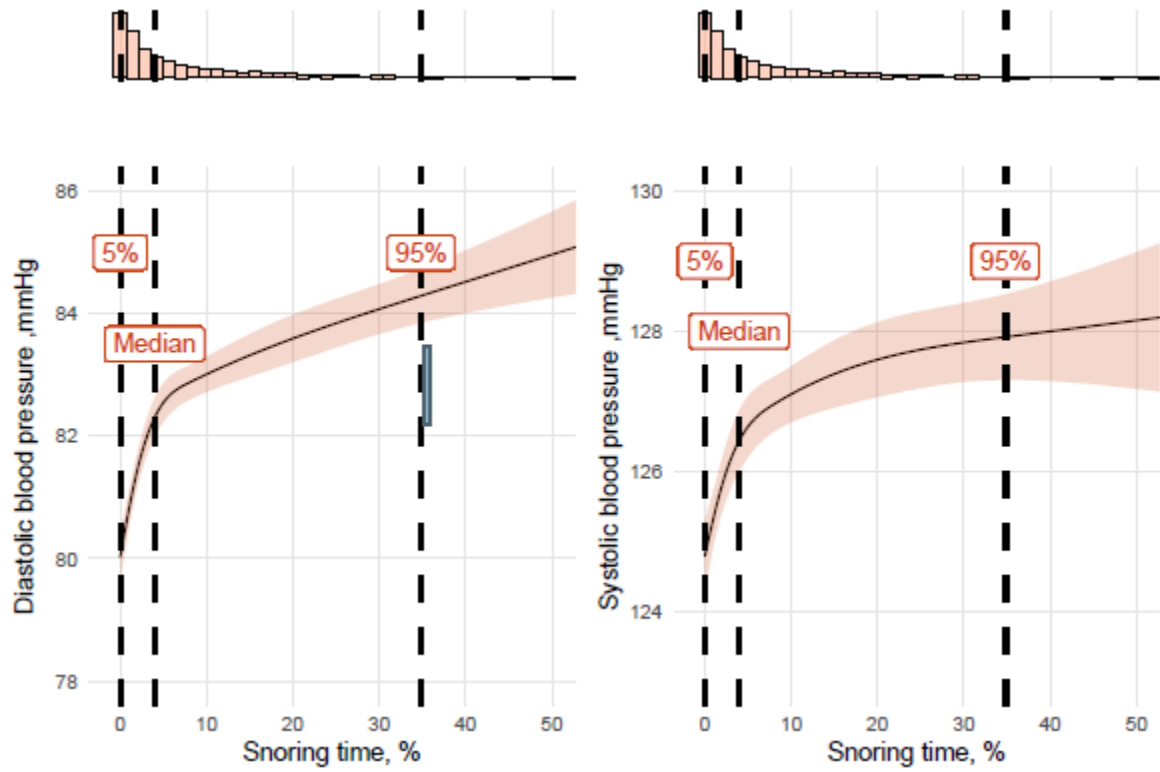 Diastolic blood pressure ,mmHg
86
84
82
80
78
5%
95%
Median
0 10 20 30 40 50
Snoring time, %
Systolic blood pressure ,mmHg
130
128
126
124
5%
95%
Median
0 10 20 30 40 50
Snoring time, %